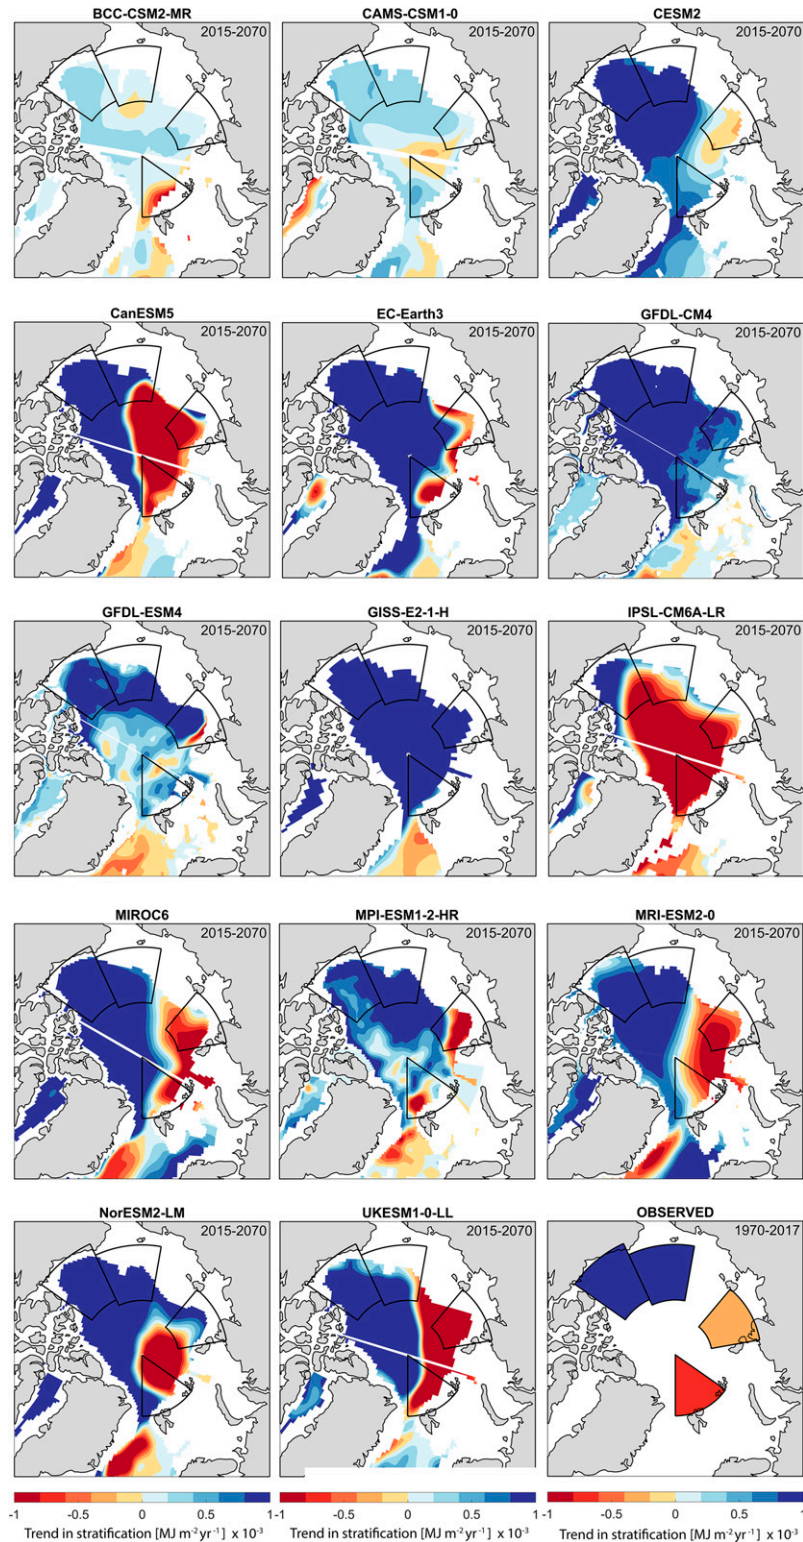 BCC-CSM2-MR CAMS-CSM1-0 CESM2
2015-2070 2015-2070 2015-2070
CanESM5 EC-Earth3 GFDL-CM4
2015-2070 2015-2070 2015-2070
GFDL-ESM4 GISS-E2-1-H IPSL-CM6A-LR
2015-2070 2015-2070 2015-2070
MIROC6 MPI-ESM1-2-HR MRI-ESM2-0
2015-2070 2015-2070 2015-2070
NorESM2-LM UKESM1-0-LL OBSERVED
2015-2070 2015-2070 1970-2017
-1 -0.5 0 0.5 1 -1 -0.5 0 0.5 1 -1 -0.5 0 0.5 1
Trend in stratification [MJ m⁻² yr⁻¹] x 10⁻³ Trend in stratification [MJ m⁻² yr⁻¹] x 10⁻³ Trend in stratification [MJ m⁻² yr⁻¹] x 10⁻³